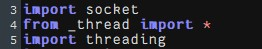 3 import socket
4 from _thread import *
5 import threading